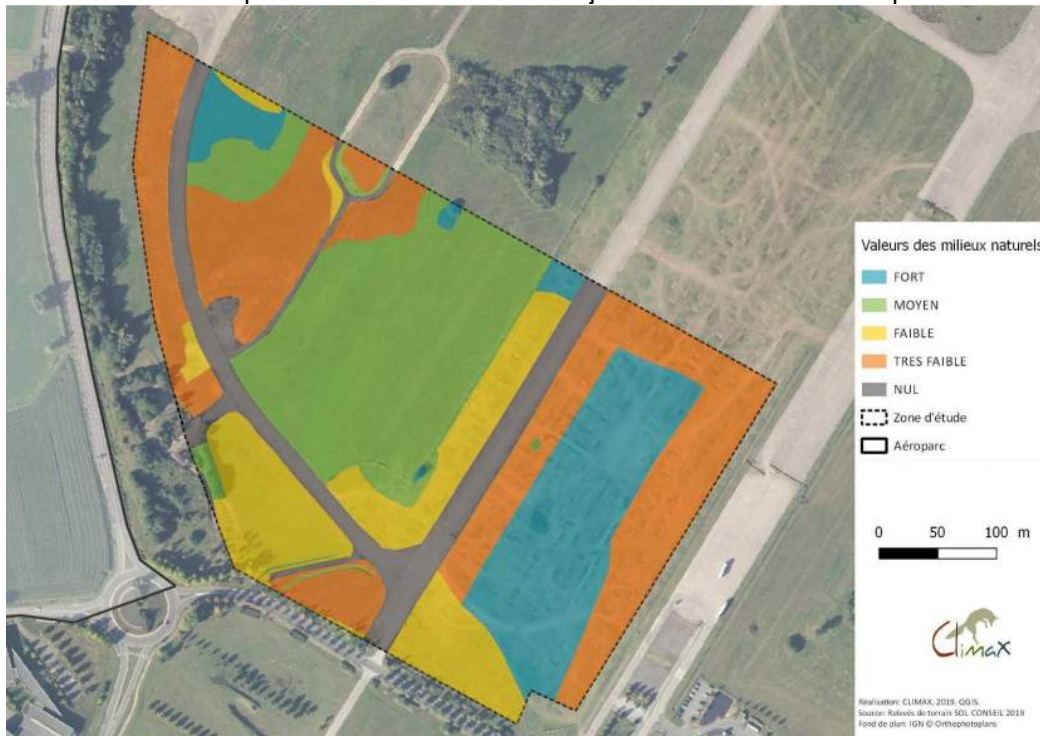 Valeurs des milieux naturels
FORT
MOYEN
FAIBLE
TRES FAIBLE
NUL
Zone d'étude
Aéroparc
0 50 100 m
Climax
Réalisation: CLIMAX, 2019. QGIS.
Source: Relevés de terrain SOL CONSEIL 2019
Fond de plan: IGN © Orthophotoplans